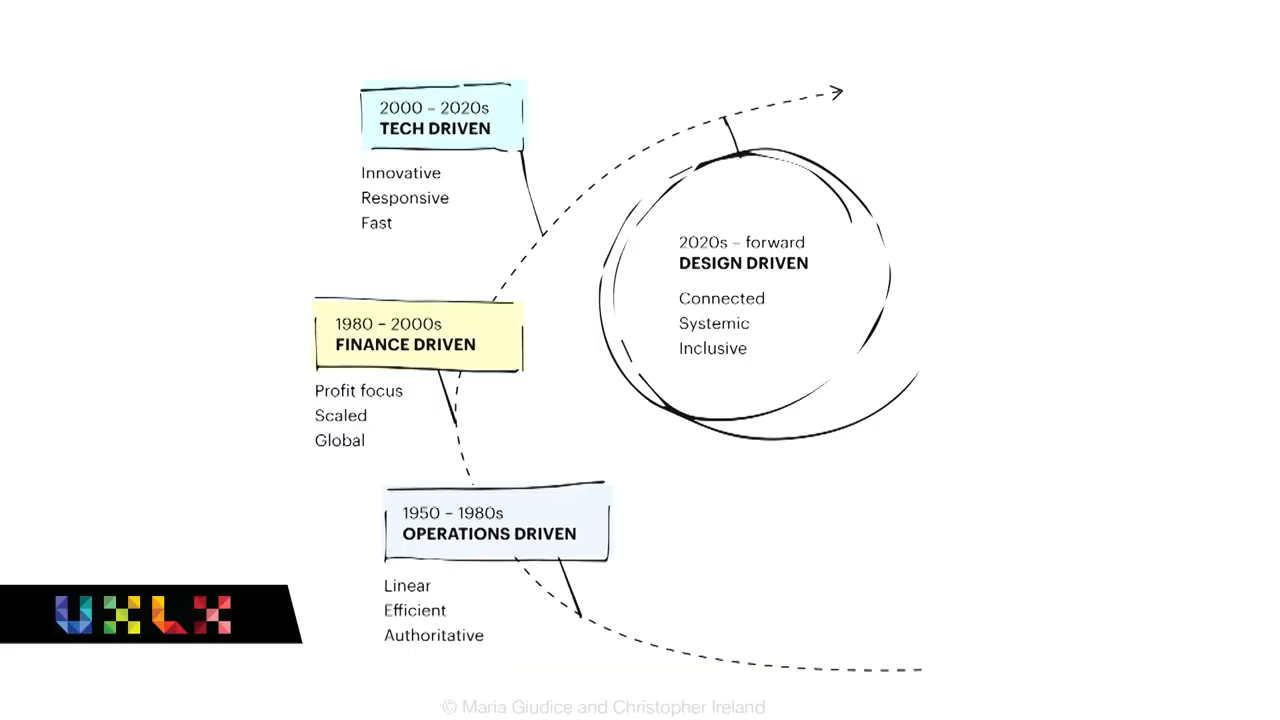 2000 – 2020s
TECH DRIVEN
Innovative
Responsive
Fast
2020s – forward
DESIGN DRIVEN
Connected
Systemic
Inclusive
1980 – 2000s
FINANCE DRIVEN
Profit focus
Scaled
Global
1950 – 1980s
OPERATIONS DRIVEN
Linear
Efficient
Authoritative
UXLX
© Maria Giudice and Christopher Ireland